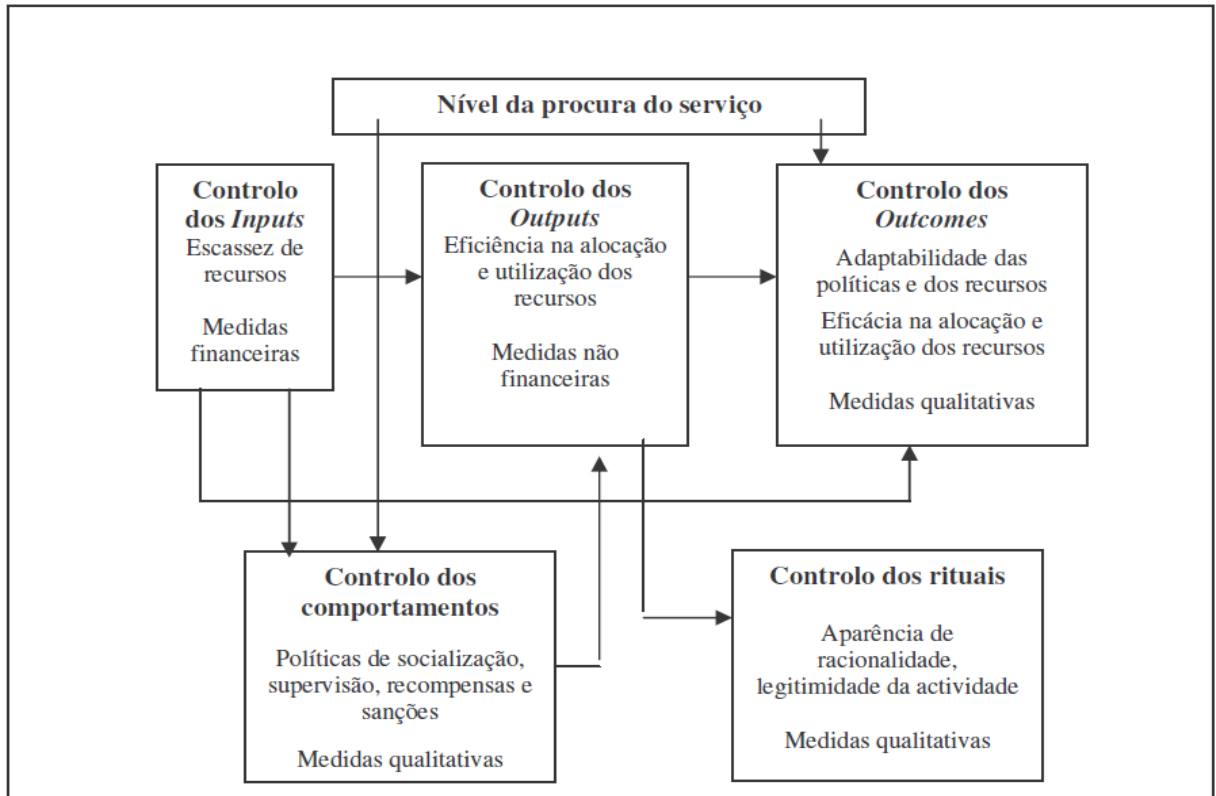 Nível da procura do serviço
Controlo
dos Inputs
Escassez de
recursos
Medidas
financeiras
Controlo dos
Outputs
Eficiência na alocação
e utilização dos
recursos
Medidas não
financeiras
Controlo dos
Outcomes
Adaptabilidade das
políticas e dos recursos
Eficácia na alocação e
utilização dos recursos
Medidas qualitativas
Controlo dos
comportamentos
Políticas de socialização,
supervisão, recompensas e
sanções
Medidas qualitativas
Controlo dos rituais
Aparência de
racionalidade,
legitimidade da actividade
Medidas qualitativas